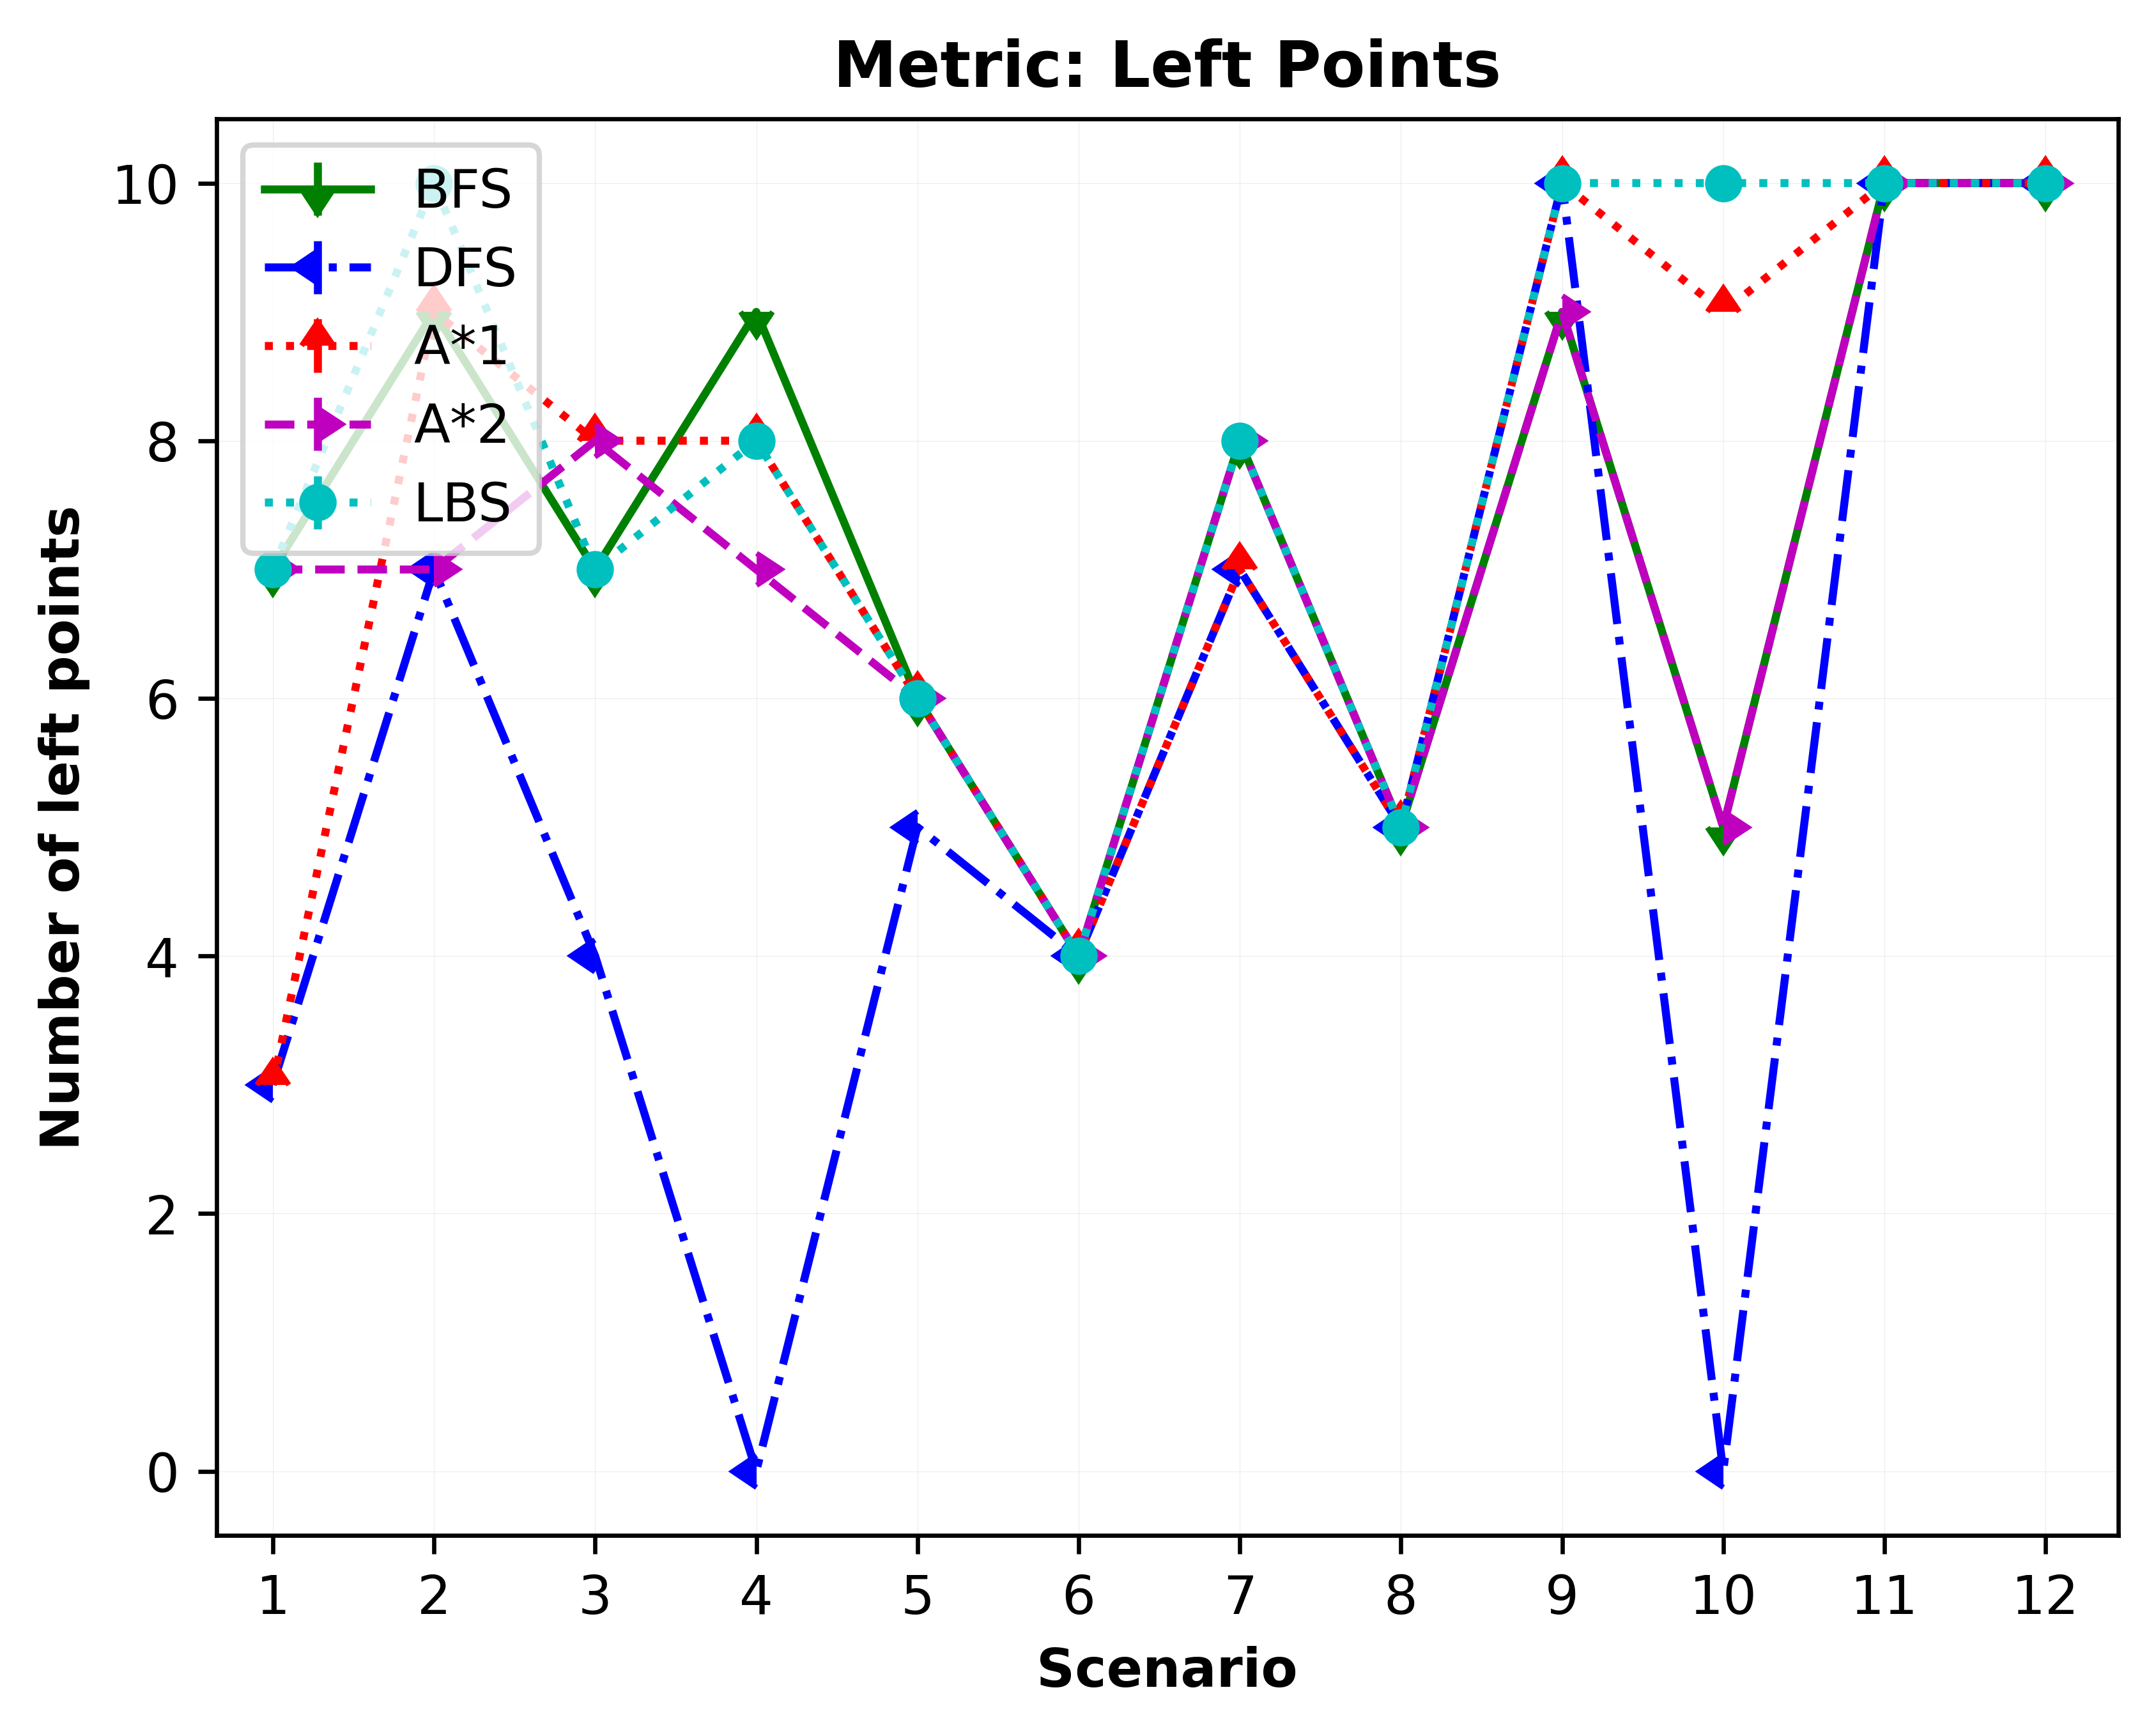 Metric: Left Points
Number of left points
10
8
6
4
2
0
BFS
DFS
A*1
A*2
LBS
1 2 3 4 5 6 7 8 9 10 11 12
Scenario